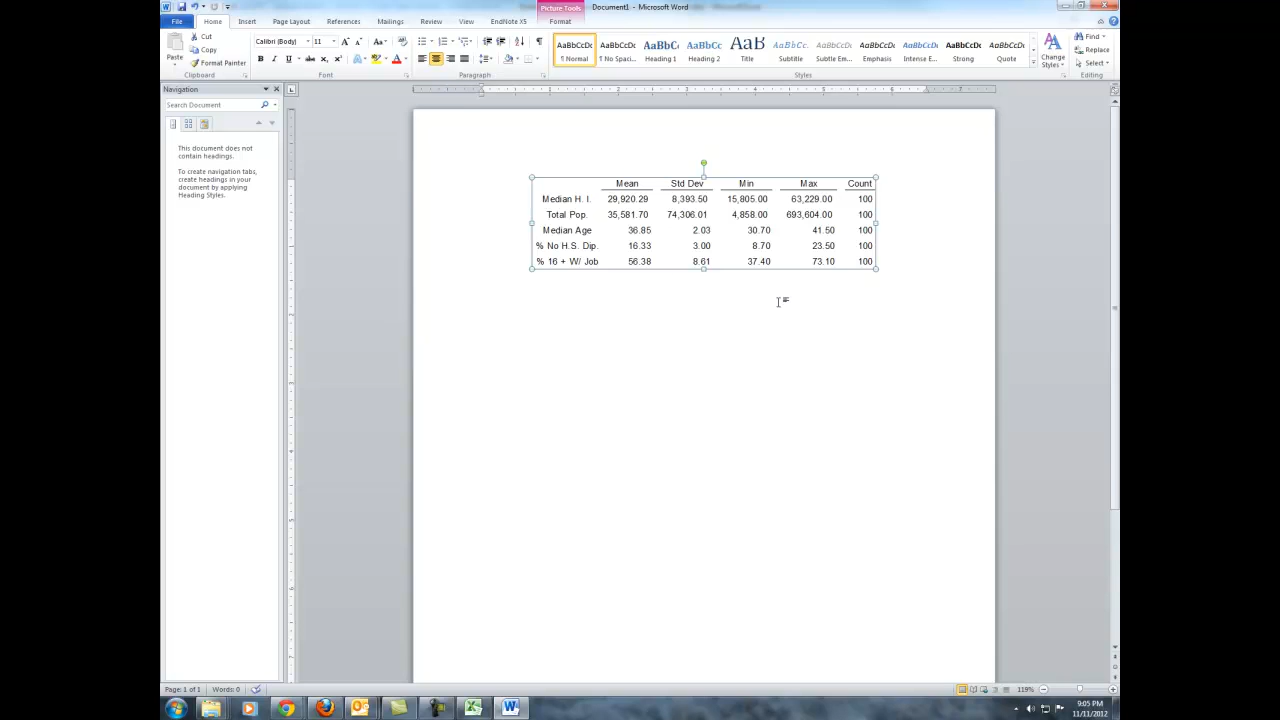 Picture Tools
Document1 - Microsoft Word
File Home Insert Page Layout References Mailings Review View EndNote X5 Format
Paste
Cut
Copy
Format Painter
Clipboard
Calibri (Body) 11
Font
Paragraph
AaBbCcDc AaBbCcDc AaBbC AaBbCc AaB AaBbCc. AaBbCcDc AaBbCcDc AaBbCcDc AaBbCcDc AaBbCcDc
¶ Normal ¶ No Spaci... Heading 1 Heading 2 Title Subtitle Subtle Em... Emphasis Intense E... Strong Quote
Styles
Change
Styles
Find
Replace
Select
Editing
Navigation
Search Document
This document does not
contain headings.
To create navigation tabs,
create headings in your
document by applying
Heading Styles.
Mean Std Dev Min Max Count
Median H. I. 29,920.29 8,393.50 15,805.00 63,229.00 100
Total Pop. 35,581.70 74,306.01 4,858.00 693,604.00 100
Median Age 36.85 2.03 30.70 41.50 100
% No H.S. Dip. 16.33 3.00 8.70 23.50 100
% 16 + W/ Job 56.38 8.61 37.40 73.10 100
Page: 1 of 1 Words: 0
119%
9:05 PM
11/11/2012